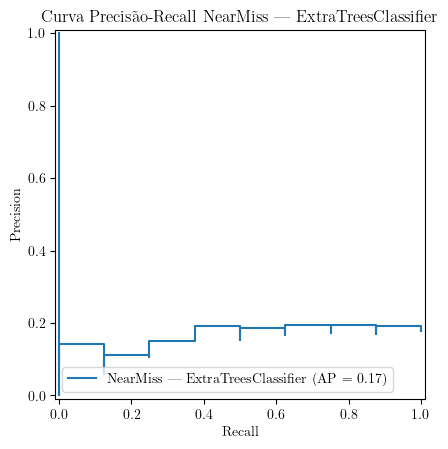 Curva Precisão-Recall NearMiss — ExtraTreesClassifier
1.0
0.8
0.6
0.4
0.2
0.0
Precision
NearMiss — ExtraTreesClassifier (AP = 0.17)
0.0 0.2 0.4 0.6 0.8 1.0
Recall